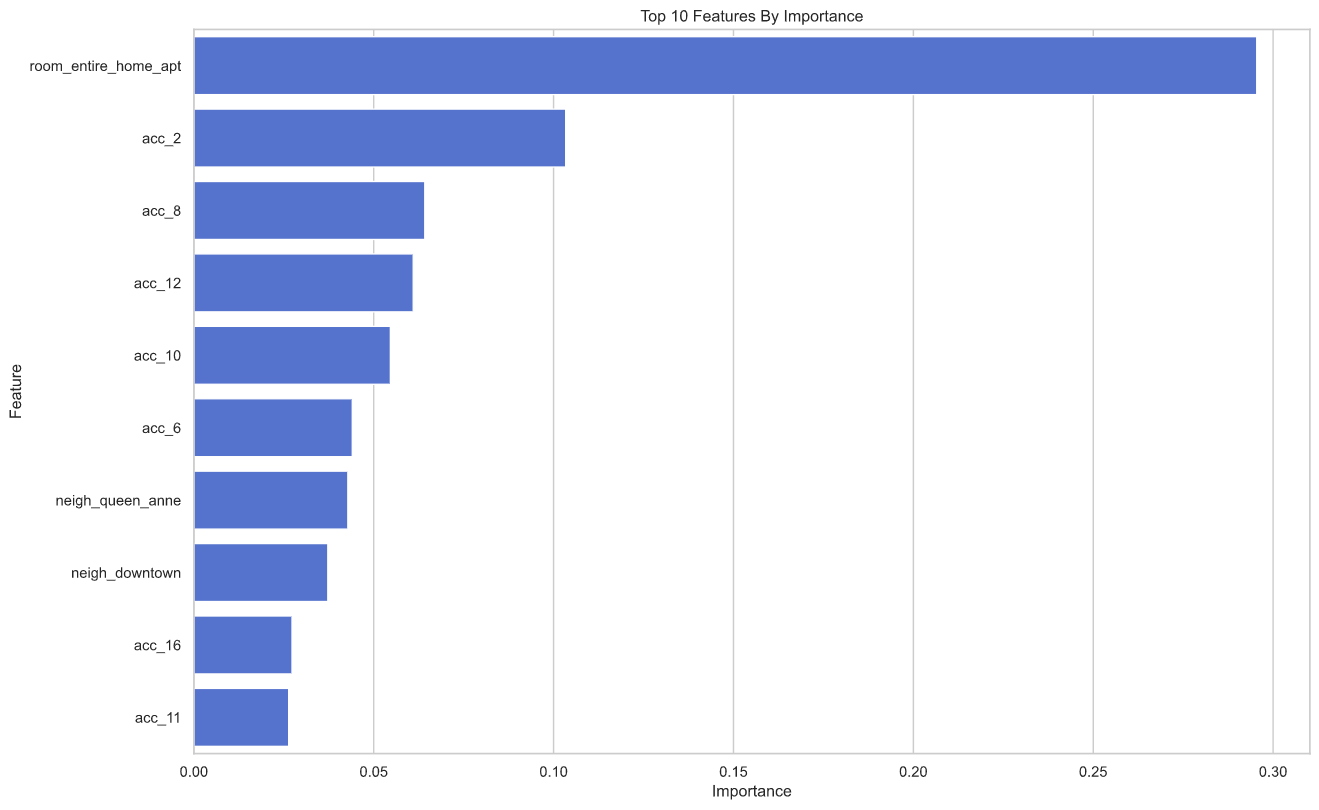 Top 10 Features By Importance
room_entire_home_apt
acc_2
acc_8
acc_12
acc_10
acc_6
neigh_queen_anne
neigh_downtown
acc_16
acc_11
Feature
0.00 0.05 0.10 0.15 0.20 0.25 0.30
Importance